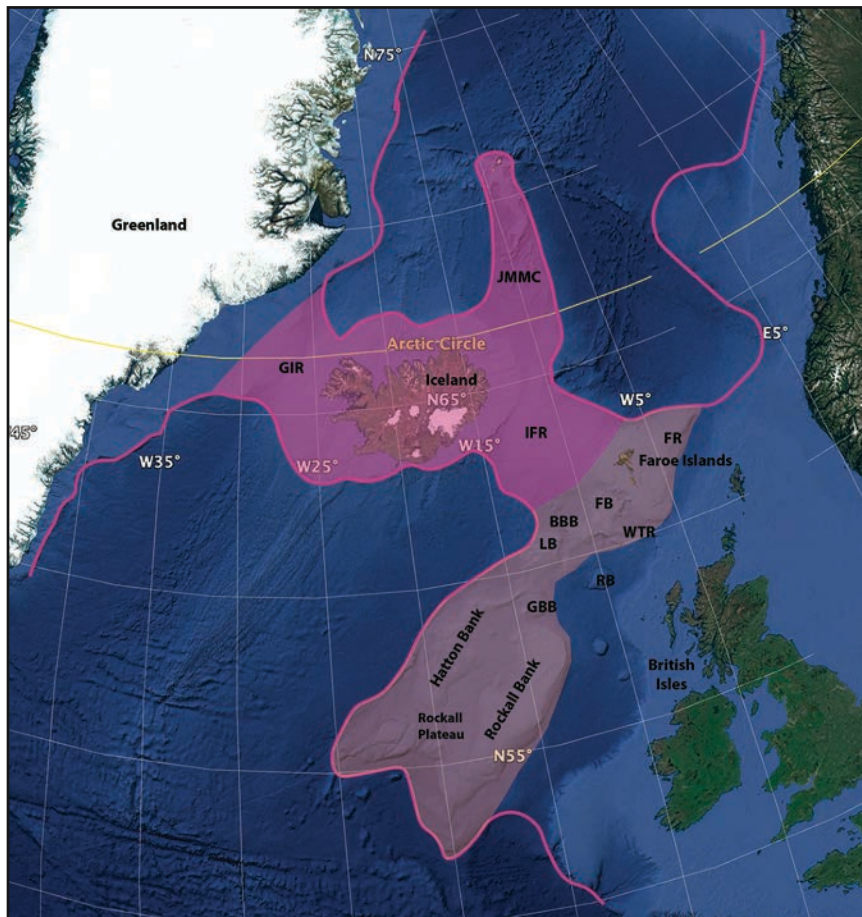 N75°
Greenland
JMMC
Arctic Circle
E5°
GIR
Iceland
N65°
W5°
45°
W35°
W25°
W15°
IFR
FR
Faroe Islands
FB
BBB
WTR
LB
RB
GBB
Hatton Bank
Rockall Bank
British
Isles
Rockall
Plateau
N55°